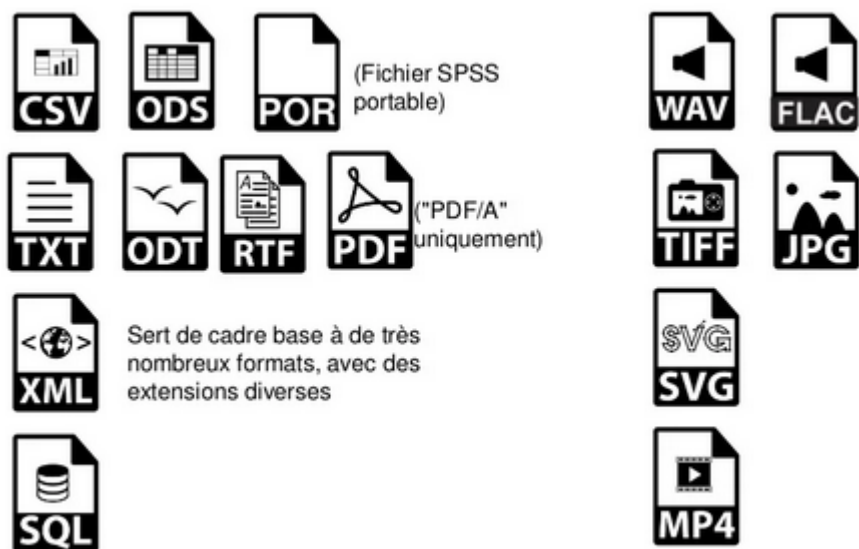 CSV
ODS
POR
(Fichier SPSS
portable)
WAV
FLAC
TXT
ODT
RTF
PDF
("PDF/A"
uniquement)
TIFF
JPG
<>
XML
Sert de cadre base à de très
nombreux formats, avec des
extensions diverses
SVG
SVG
SQL
MP4